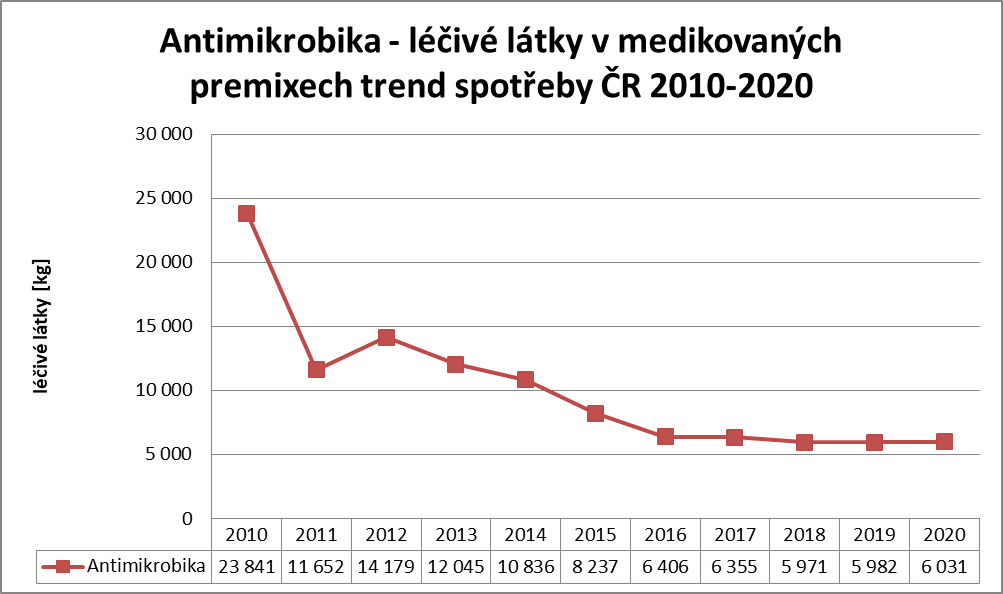 Antimikrobika - léčivé látky v medikovaných
premixech trend spotřeby ČR 2010-2020
léčivé látky [kg]
30 000
25 000
20 000
15 000
10 000
5 000
0
2010 2011 2012 2013 2014 2015 2016 2017 2018 2019 2020
Antimikrobika 23 841 11 652 14 179 12 045 10 836 8 237 6 406 6 355 5 971 5 982 6 031